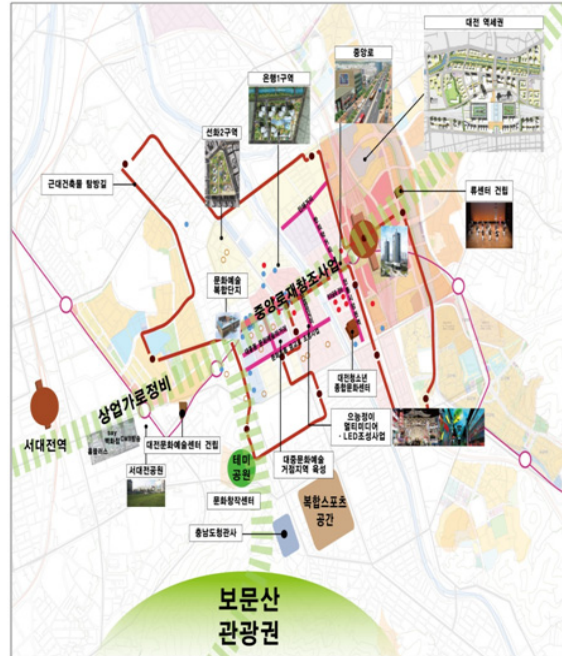 대전 역세권
중앙로
은행1구역
선화2구역
근대건축물 탐방길
류센터 건립
문화예술
복합단지
중앙로재창조사업
대전청소년
종합문화센터
상업가로정비
서대전역
대전문화예술센터 건립
서대전공원
으능정이
멀티미디어
· LED조성사업
대중문화예술
거점지역 육성
테미
공원
문화창작센터
복합스포츠
공간
충남도청관사
보문산
관광권